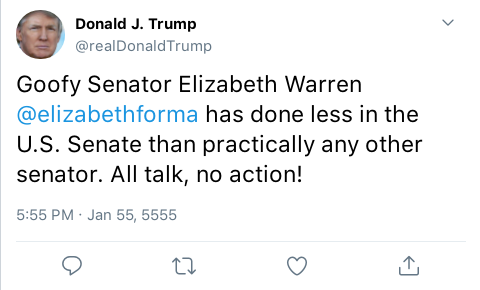 Donald J. Trump
@realDonaldTrump
Goofy Senator Elizabeth Warren
@elizabethforma has done less in the
U.S. Senate than practically any other
senator. All talk, no action!
5:55 PM · Jan 55, 5555